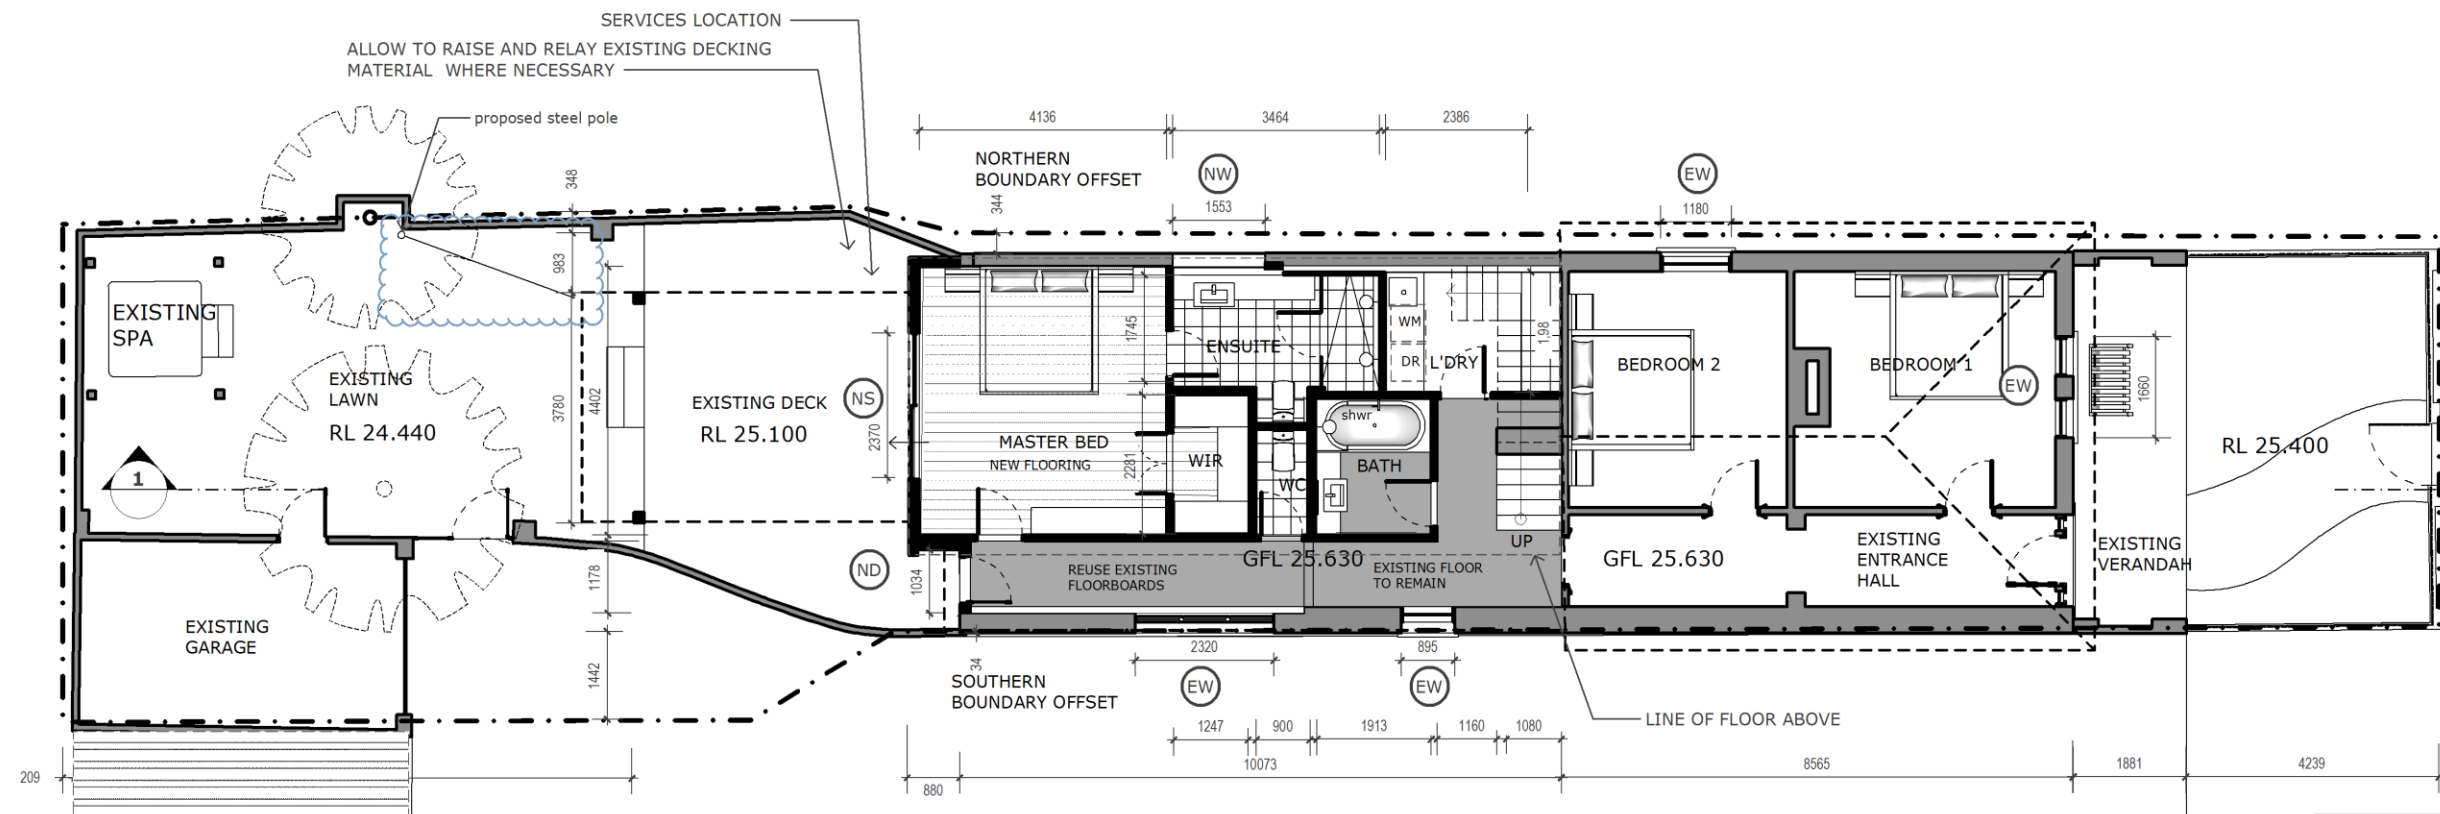 SERVICES LOCATION
ALLOW TO RAISE AND RELAY EXISTING DECKING
MATERIAL WHERE NECESSARY
proposed steel pole
4136
3464
2386
NORTHERN
BOUNDARY OFFSET
NW
EW
348
344
1553
1180
983
EXISTING
SPA
EXISTING
LAWN
RL 24.440
1
3780
4402
EXISTING DECK
RL 25.100
NS
2370
1745
ENSUITE
WM
DR
L'DRY
1,98
BEDROOM 2
BEDROOM 1
EW
1660
RL 25.400
MASTER BED
NEW FLOORING
2281
WIR
WC
shwr
BATH
UP
ND
1034
REUSE EXISTING
FLOORBOARDS
GFL 25.630
EXISTING FLOOR
TO REMAIN
GFL 25.630
EXISTING
ENTRANCE
HALL
EXISTING
VERANDAH
1178
EXISTING
GARAGE
1442
34
2320
895
SOUTHERN
BOUNDARY OFFSET
EW
EW
LINE OF FLOOR ABOVE
1247
900
1913
1160
1080
209
880
10073
8565
1881
4239